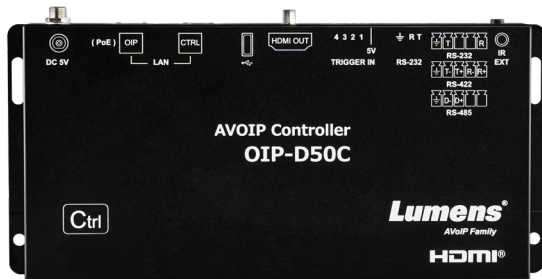 DC 5V
(PoE) OIP CTRL
LAN
HDMI OUT
4 3 2 1
5V
TRIGGER IN
RS-232
R T
T R
RS-232
T- T+ R- R+
RS-422
D- D+
RS-485
IR
EXT
AVOIP Controller
OIP-D50C
Ctrl
Lumens®
AVoIP Family
HDMI®